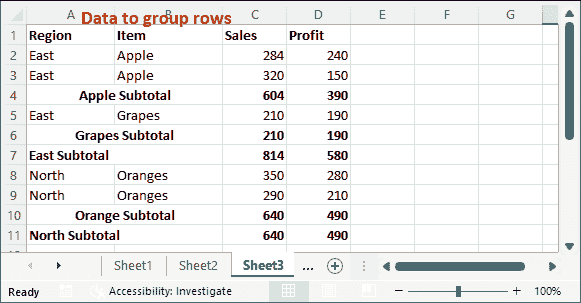 Data to group rows
A B C D E F G
1 Region Item Sales Profit
2 East Apple 284 240
3 East Apple 320 150
4 Apple Subtotal 604 390
5 East Grapes 210 190
6 Grapes Subtotal 210 190
7 East Subtotal 814 580
8 North Oranges 350 280
9 North Oranges 290 210
10 Orange Subtotal 640 490
11 North Subtotal 640 490
Sheet1 Sheet2 Sheet3 ...
Ready Accessibility: Investigate 100%